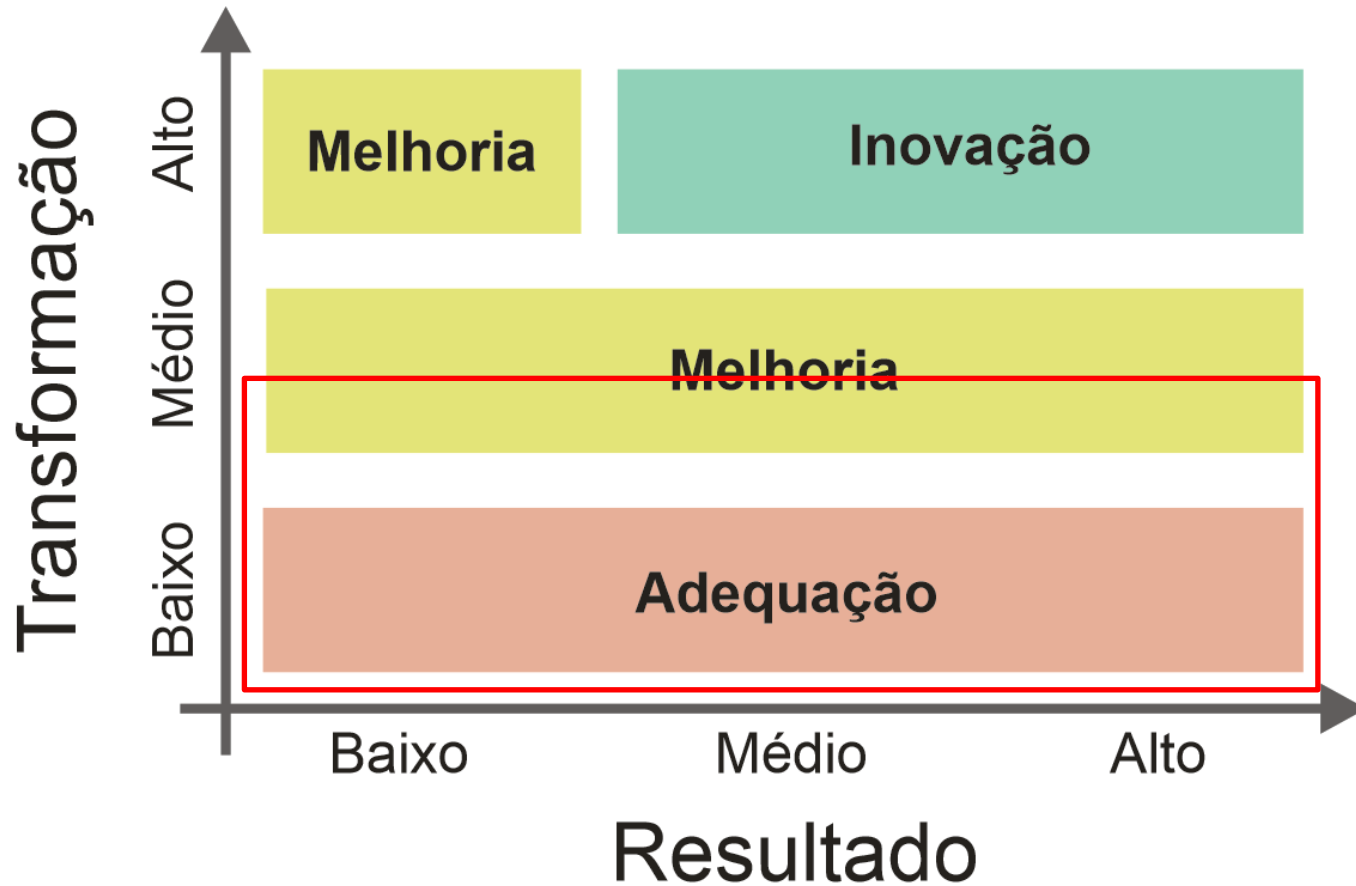 Transformação
Alto
Médio
Baixo
Melhoria
Inovação
Melhoria
Adequação
Baixo
Médio
Alto
Resultado